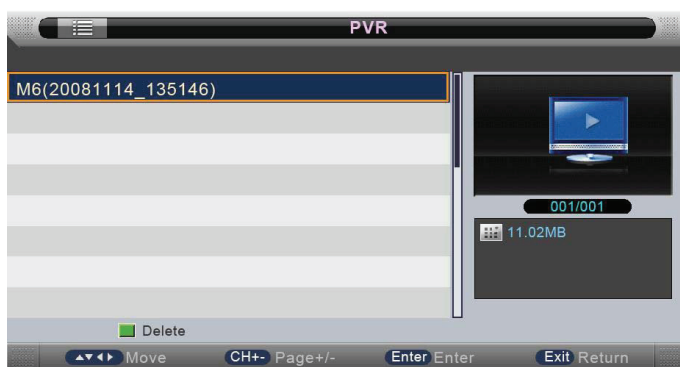 PVR
M6(20081114_135146)
001/001
11.02MB
Delete
Move CH+- Page+/- Enter Enter Exit Return